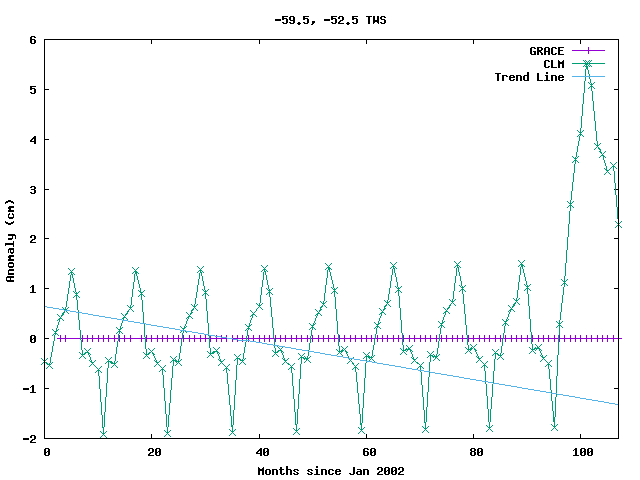 -59.5, -52.5 TWS
GRACE
CLM
Trend Line
6
5
4
3
2
1
0
-1
-2
Anomaly (cm)
0 20 40 60 80 100
Months since Jan 2002